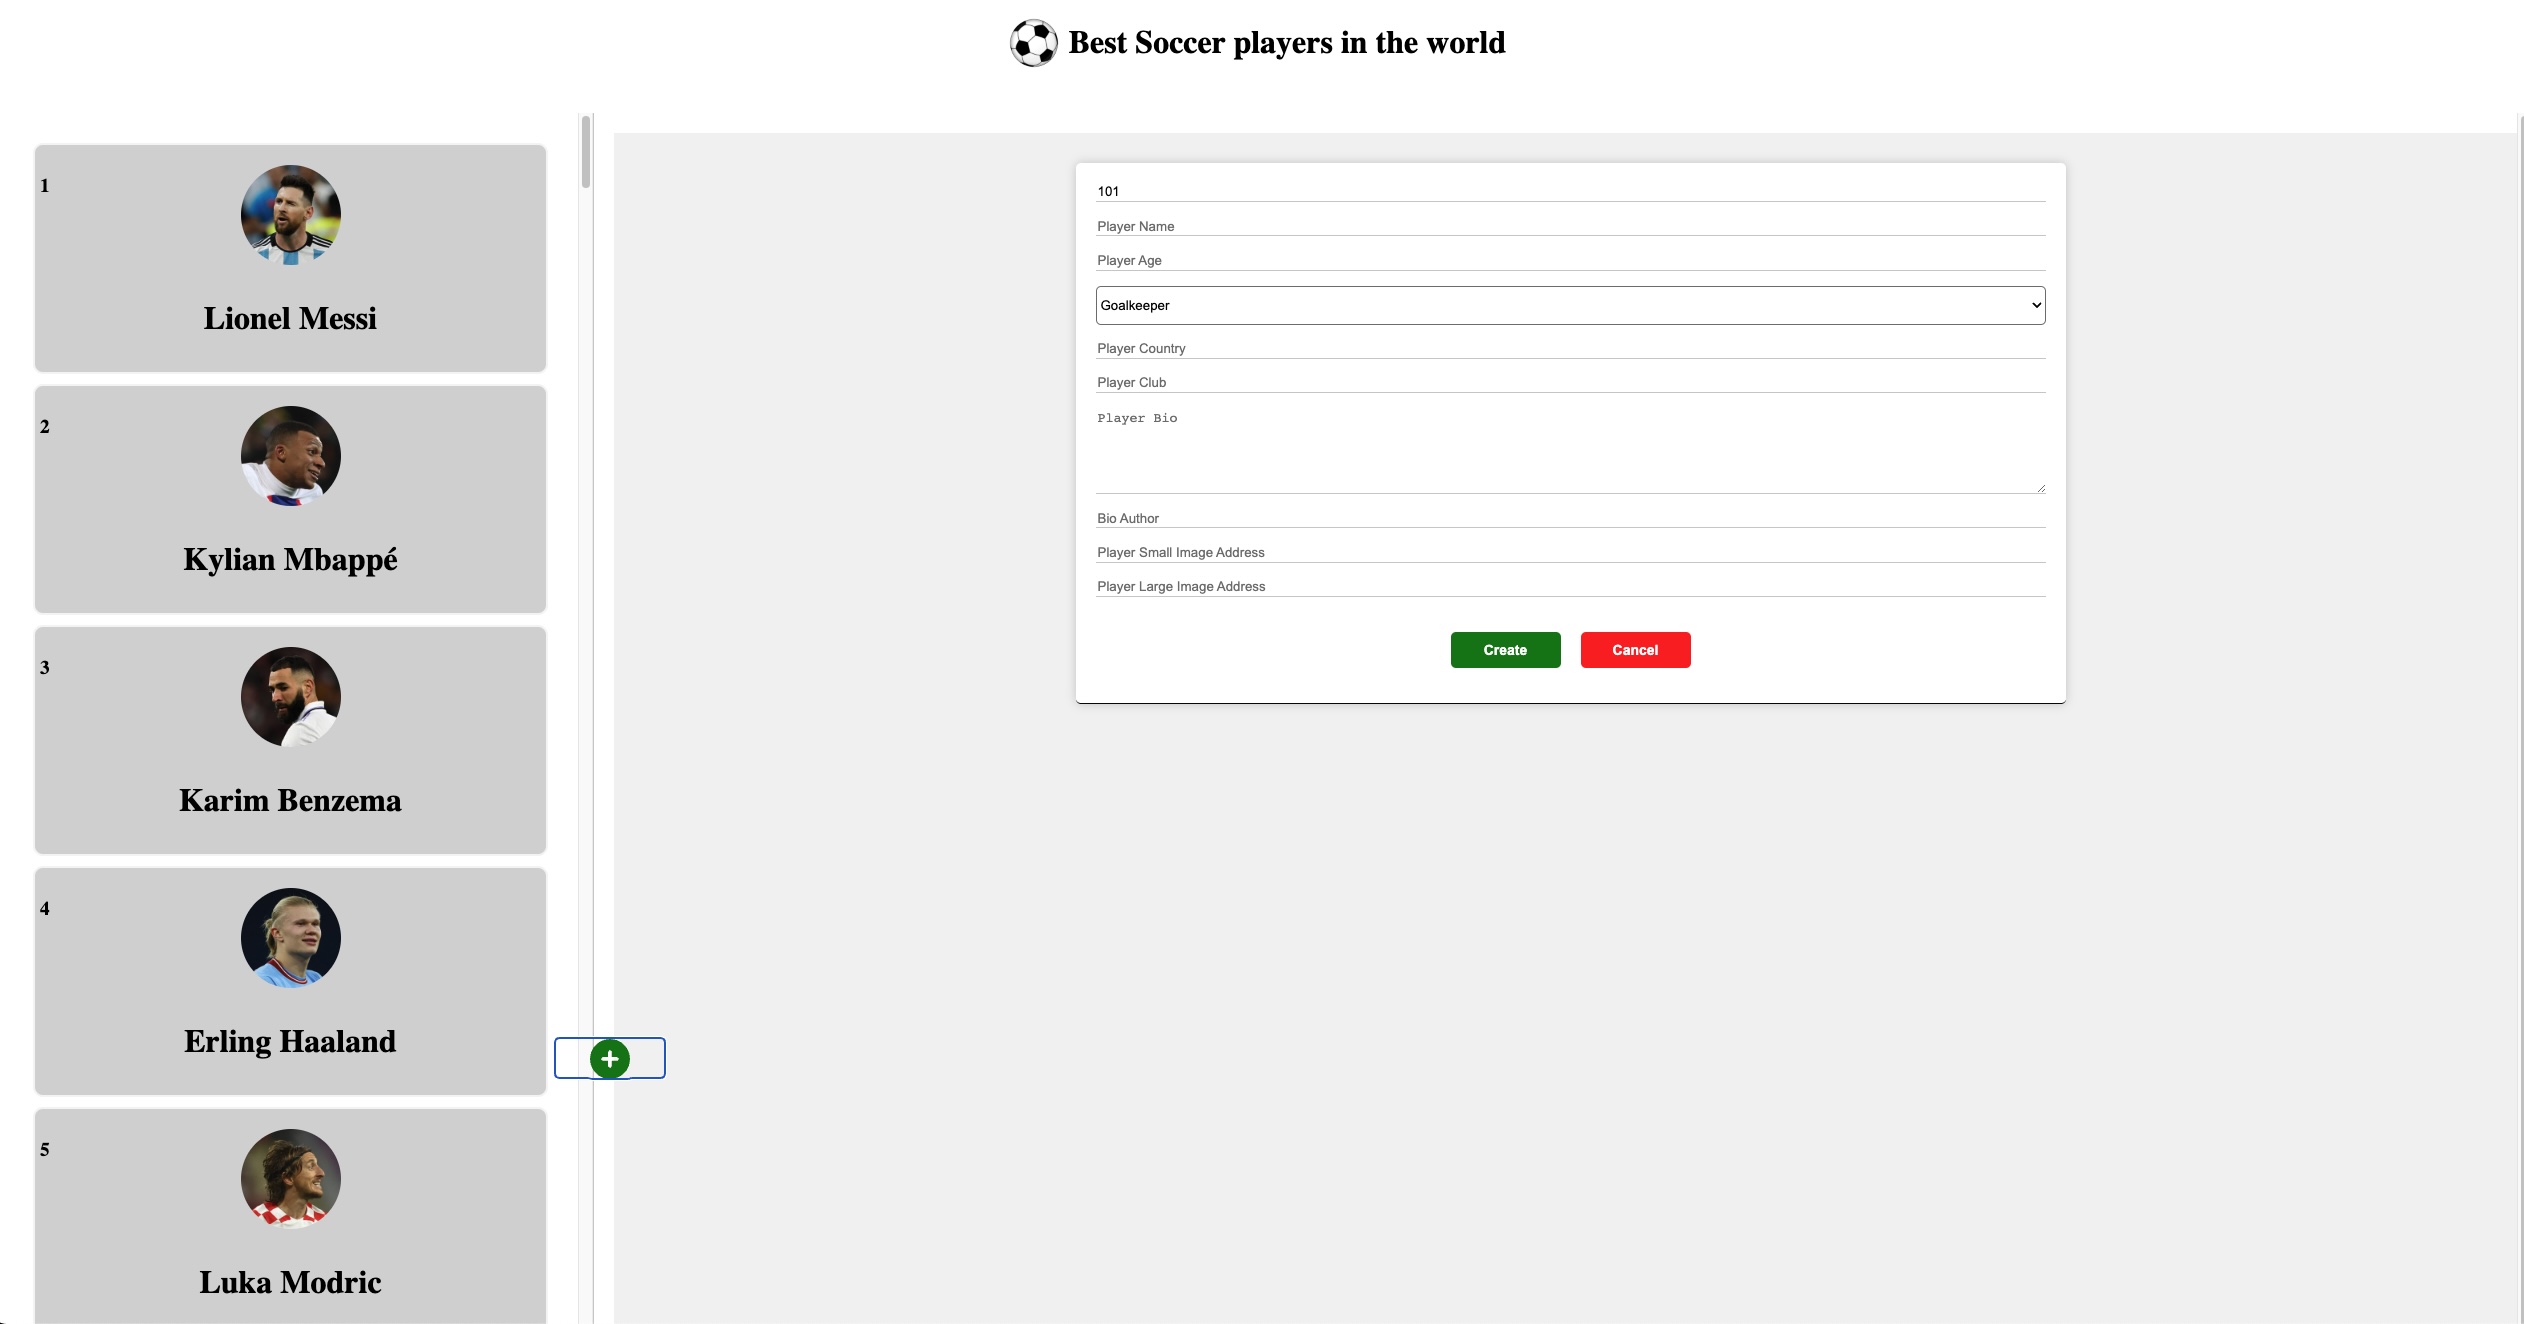 Best Soccer players in the world
1
Lionel Messi
2
Kylian Mbappé
3
Karim Benzema
4
Erling Haaland
5
Luka Modric
101
Player Name
Player Age
Goalkeeper
Player Country
Player Club
Player Bio
Bio Author
Player Small Image Address
Player Large Image Address
Create Cancel
+